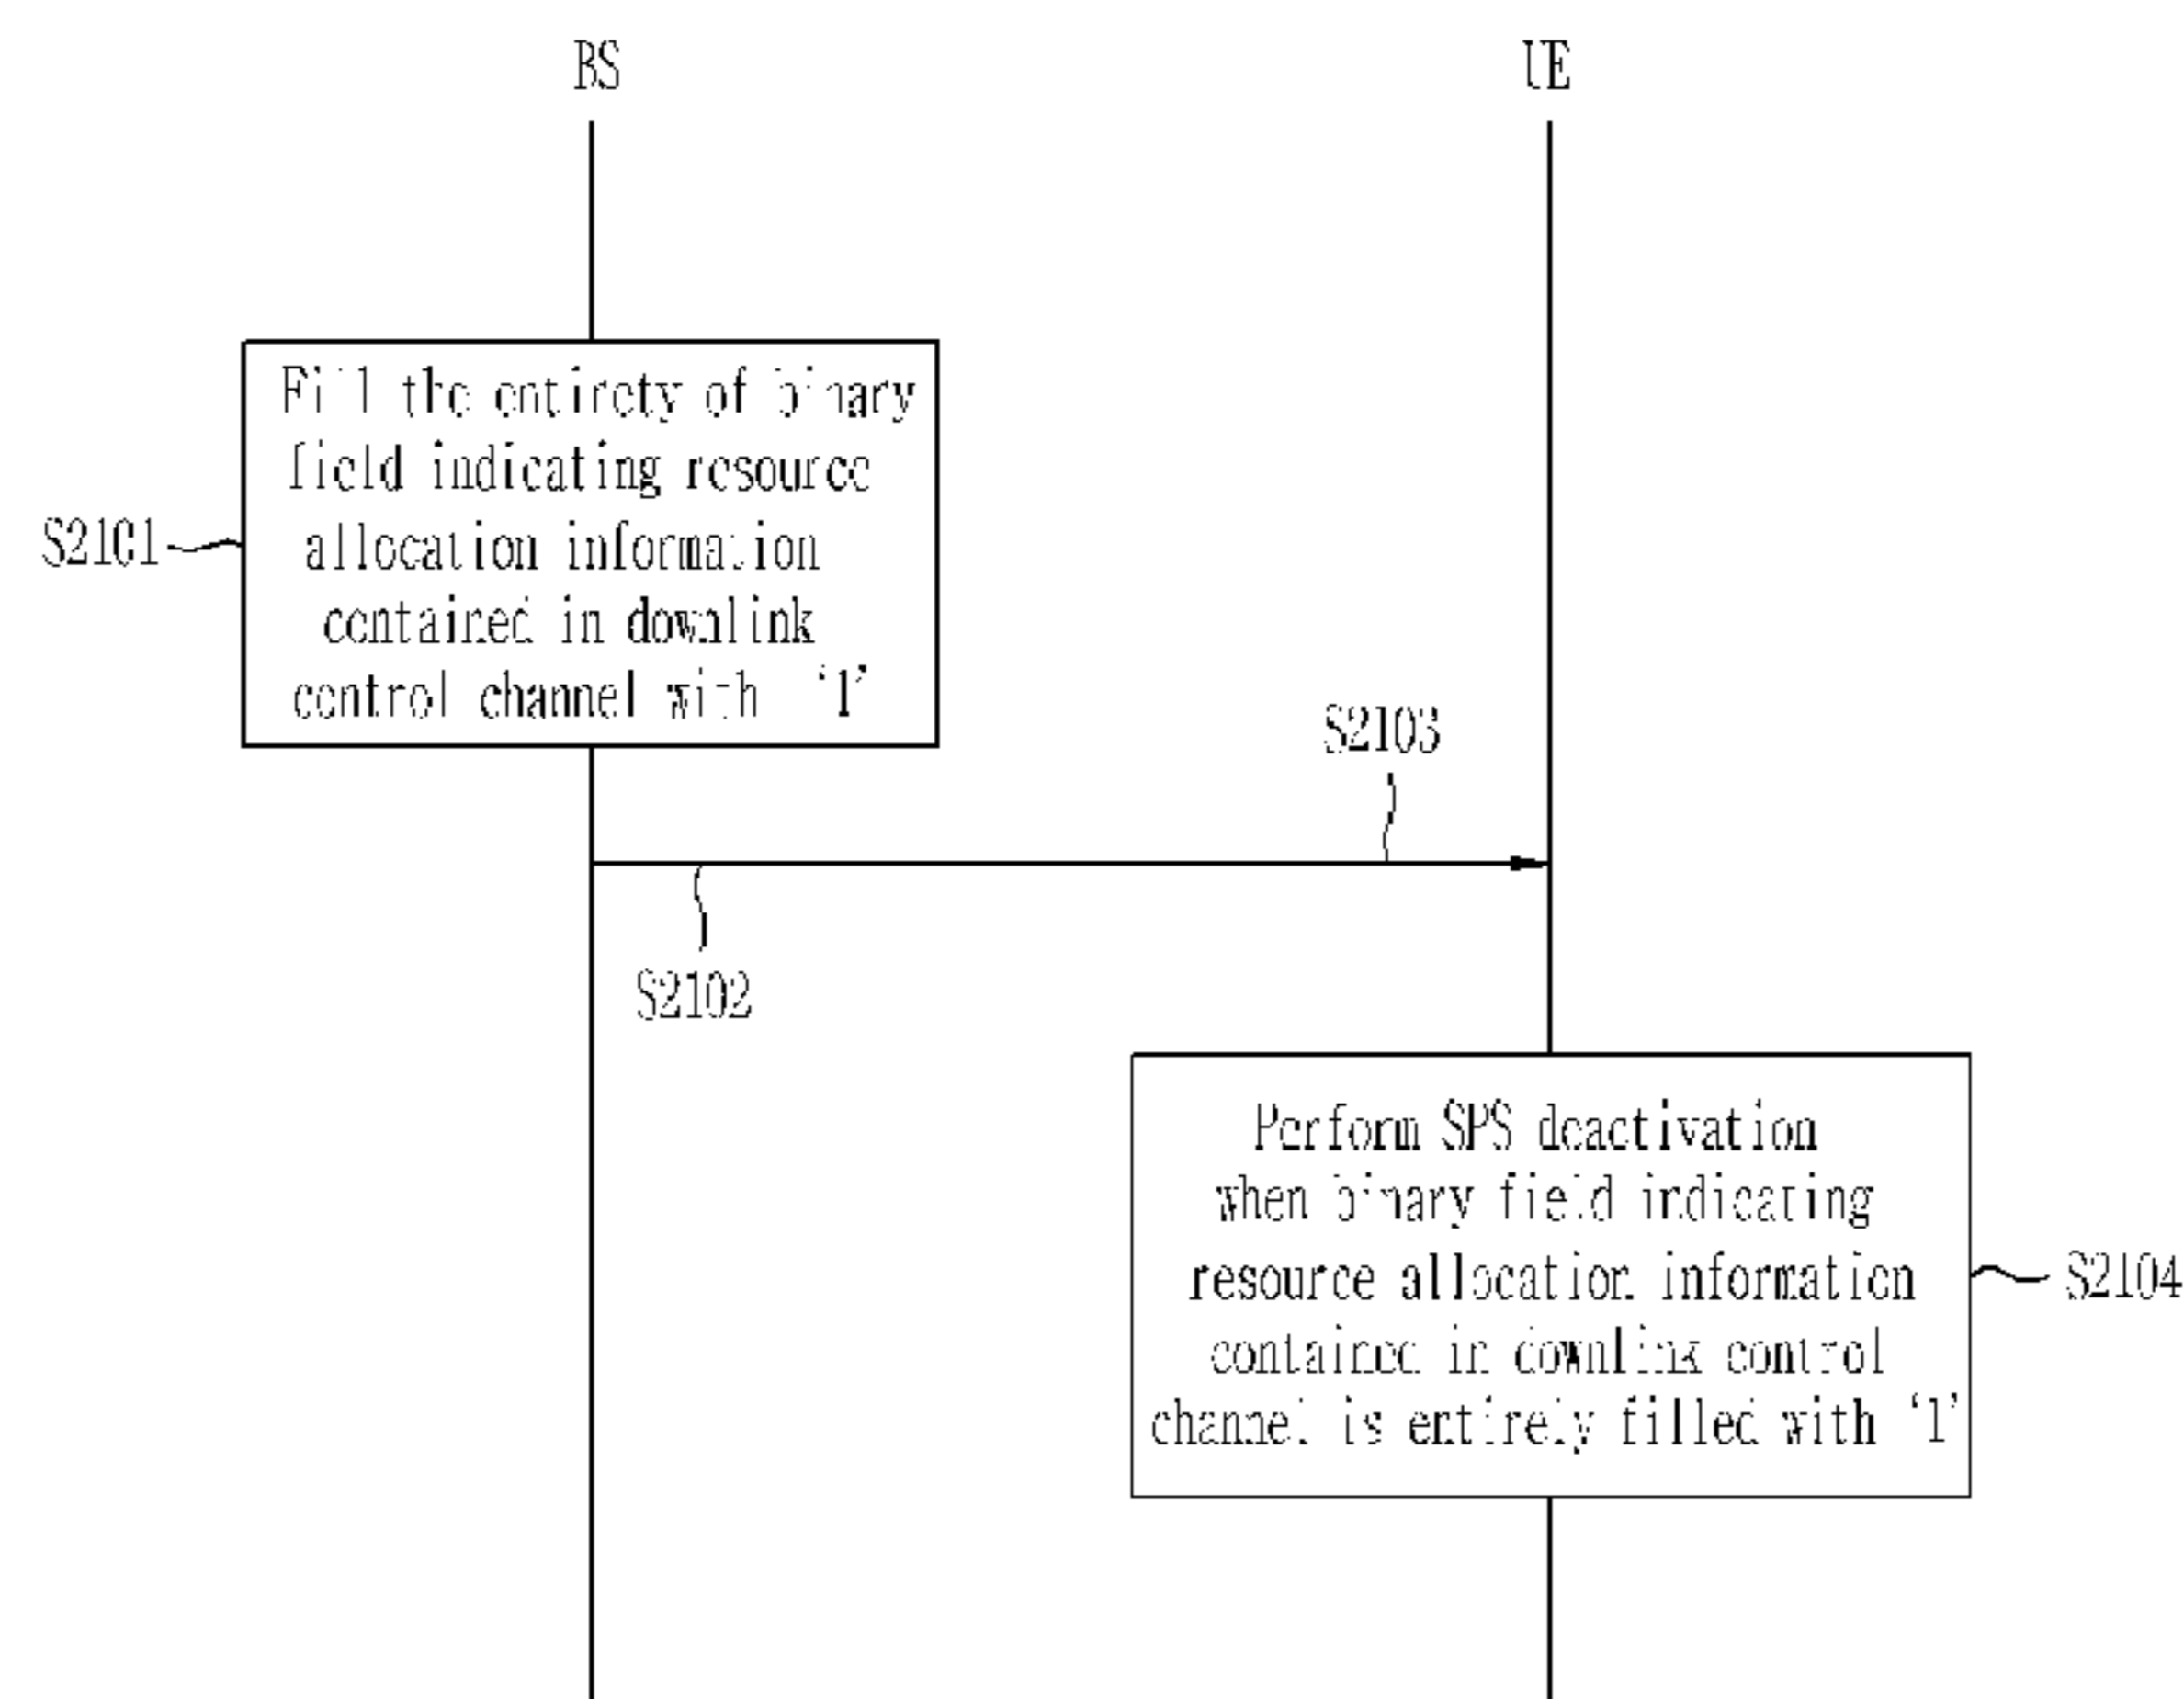 BS
UE
Fill the entirety of binary
field indicating resource
allocation information
contained in downlink
control channel with '1'
S2101
S2103
S2102
Perform SPS deactivation
when binary field indicating
resource allocation information
contained in downlink control
channel is entirely filled with '1'
S2104